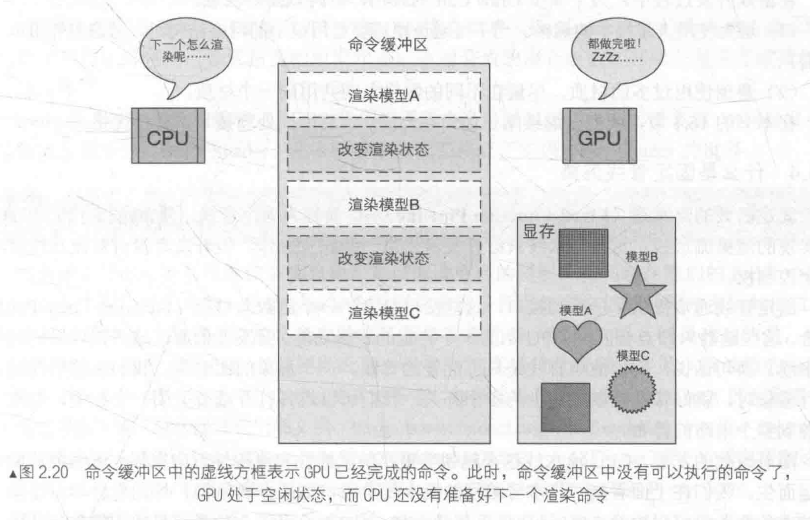 下一个怎么渲
染呢……
CPU
命令缓冲区
渲染模型A
改变渲染状态
渲染模型B
改变渲染状态
渲染模型C
都做完啦!
ZzZz……
GPU
显存
模型B
模型A
模型C
▲图 2.20 命令缓冲区中的虚线方框表示 GPU 已经完成的命令。此时，命令缓冲区中没有可以执行的命令了，
GPU 处于空闲状态，而 CPU 还没有准备好下一个渲染命令